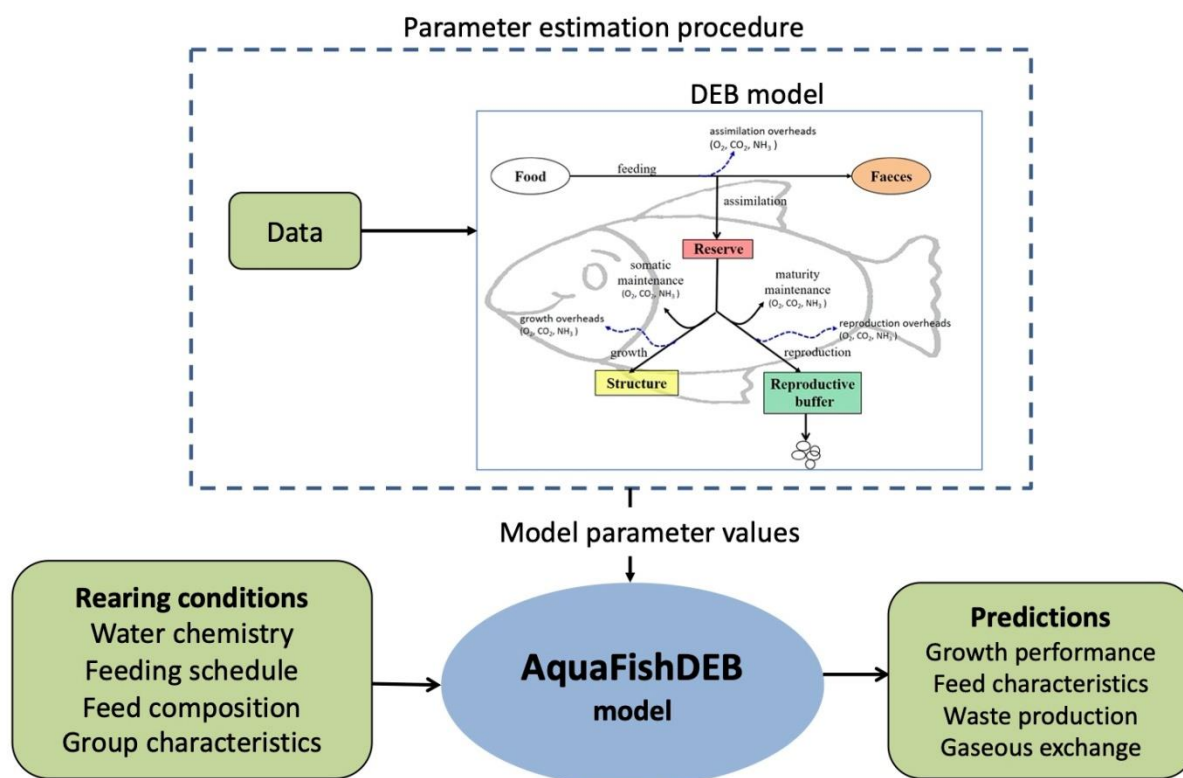 Parameter estimation procedure
DEB model
assimilation overheads
(O₂, CO₂, NH₃ )
Food
feeding
Faeces
assimilation
Data
Reserve
somatic
maintenance
(O₂, CO₂, NH₃ )
maturity
maintenance
(O₂, CO₂, NH₃ )
growth overheads
(O₂, CO₂, NH₃ )
reproduction overheads
(O₂, CO₂, NH₃ )
growth
reproduction
Structure
Reproductive
buffer
Model parameter values
Rearing conditions
Water chemistry
Feeding schedule
Feed composition
Group characteristics
AquaFishDEB
model
Predictions
Growth performance
Feed characteristics
Waste production
Gaseous exchange